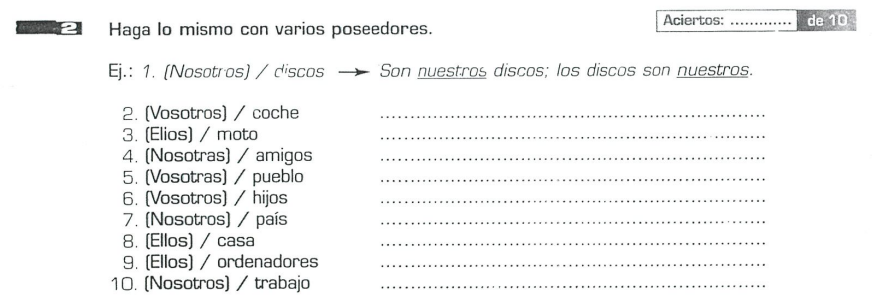 2 Haga lo mismo con varios poseedores. Aciertos: ............. de 10
Ej.: 1. (Nosotros) / discos → Son nuestros discos; los discos son nuestros.
2. (Vosotros) / coche ........................................................................
3. (Ellos) / moto ........................................................................
4. (Nosotras) / amigos ........................................................................
5. (Vosotras) / pueblo ........................................................................
6. (Vosotros) / hijos ........................................................................
7. (Nosotros) / país ........................................................................
8. (Ellos) / casa ........................................................................
9. (Ellos) / ordenadores ........................................................................
10. (Nosotros) / trabajo ........................................................................